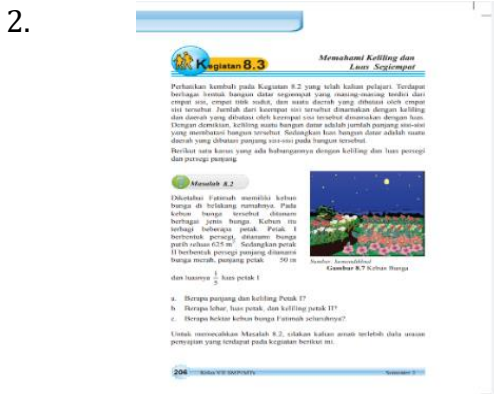 2.
Kegiatan 8.3
Memahami Keliling dan
Luas Segiempat
Perhatikan kembali pada Kegiatan 8.2 yang telah kalian pelajari. Terdapat
berbagai bentuk bangun datar segiempat yang masing-masing terdiri dari
empat sisi, empat titik sudut, dan suatu daerah yang dibatasi oleh empat
sisi tersebut. Jumlah dari keempat sisi tersebut dinamakan dengan keliling
dan daerah yang dibatasi oleh keempat sisi tersebut dinamakan dengan luas.
Dengan demikian, keliling suatu bangun datar adalah jumlah panjang sisi-sisi
yang membatasi bangun tersebut. Sedangkan luas bangun datar adalah suatu
daerah yang dibatasi panjang sisi-sisi pada bangun tersebut.
Berikut satu kasus yang ada hubungannya dengan keliling dan luas persegi
dan persegi panjang
Masalah 8.2
Diketahui Fatimah memiliki kebun
bunga di belakang rumahnya. Pada
kebun bunga tersebut ditanami
berbagai jenis bunga. Kebun itu
terbagi beberapa petak. Petak I
berbentuk persegi, ditanami bunga
putih seluas 625 m². Sedangkan petak
II berbentuk persegi panjang ditanami
bunga merah, panjang petak 50 m
dan luasnya 1/5 luas petak I
Sumber:
Gambar 8.7 Kebun Bunga
a. Berapa panjang dan keliling Petak I?
b Berapa lebar, luas petak, dan keliling petak II?
c. Berapa hektar kebun bunga Fatimah seluruhnya?
Untuk memecahkan Masalah 8.2, silakan kalian amati terlebih dulu uraian
penyajian yang terdapat pada kegiatan berikut ini.
204 Kelas VII SMP/MTs
Semester 2